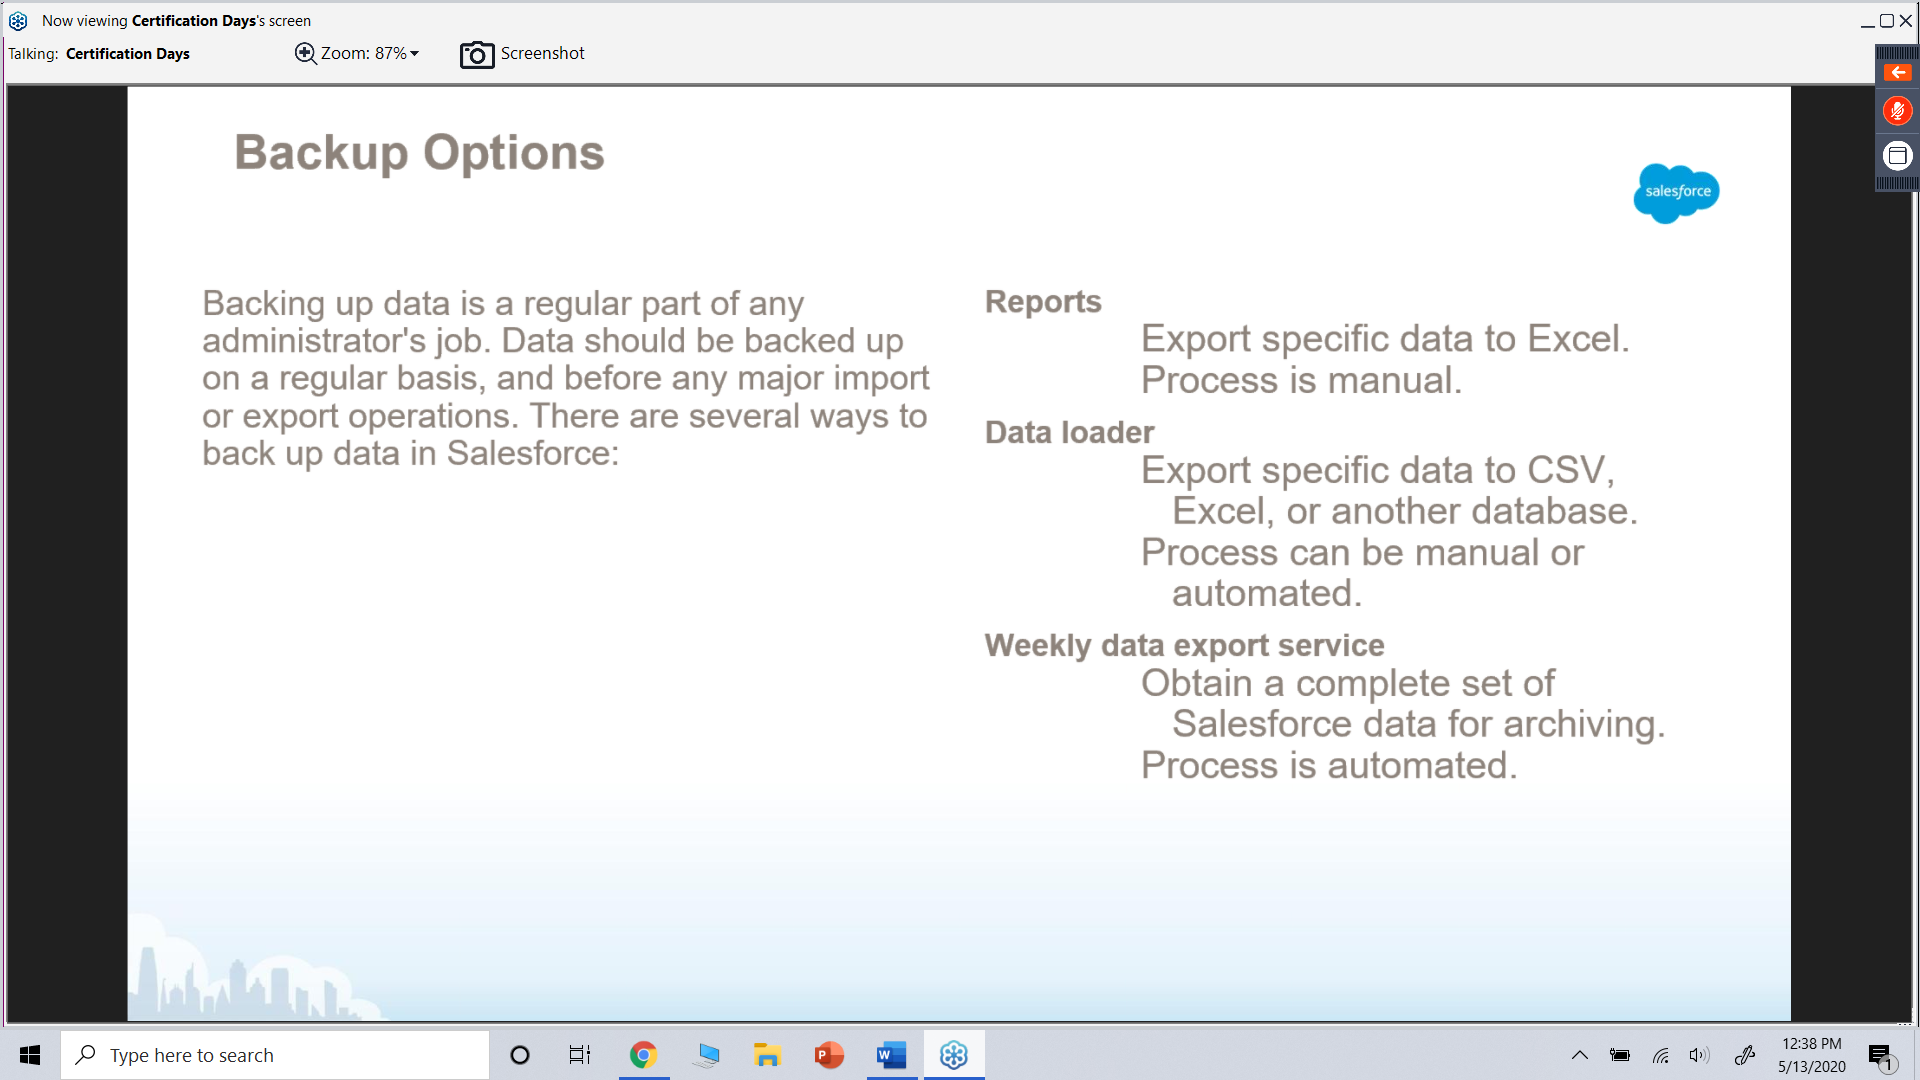 Now viewing Certification Days's screen
Talking: Certification Days
Zoom: 87%
Screenshot
Backup Options
salesforce
Backing up data is a regular part of any
administrator's job. Data should be backed up
on a regular basis, and before any major import
or export operations. There are several ways to
back up data in Salesforce:
Reports
Export specific data to Excel.
Process is manual.
Data loader
Export specific data to CSV,
Excel, or another database.
Process can be manual or
automated.
Weekly data export service
Obtain a complete set of
Salesforce data for archiving.
Process is automated.
Type here to search
P
W
12:38 PM
5/13/2020
1